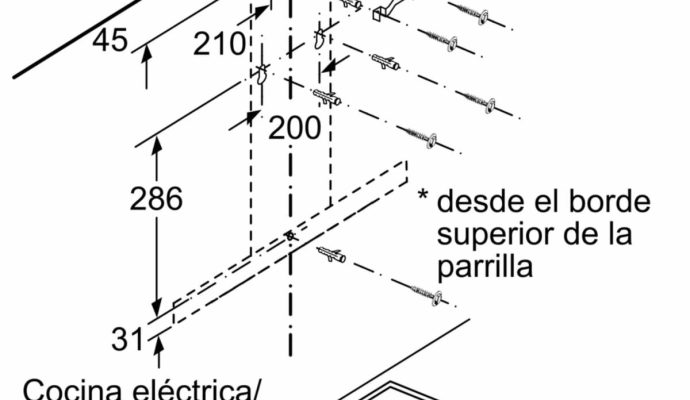 45
210
200
286
* desde el borde
superior de la
parrilla
31
Cocina eléctrica/